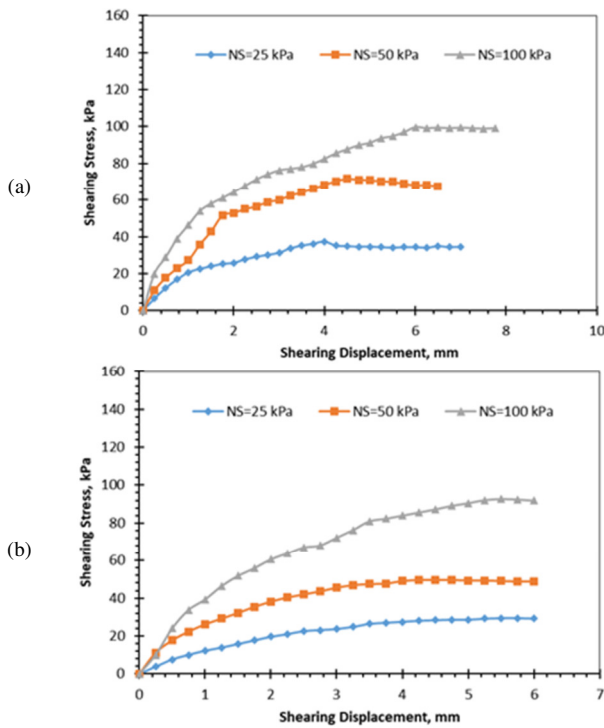 160
140
120
100
80
60
40
20
0
Shearing Stress, kPa
NS=25 kPa NS=50 kPa NS=100 kPa
(a)
0 2 4 6 8 10
Shearing Displacement, mm
160
140
120
100
80
60
40
20
0
Shearing Stress, kPa
NS=25 kPa NS=50 kPa NS=100 kPa
(b)
0 1 2 3 4 5 6 7
Shearing Displacement, mm